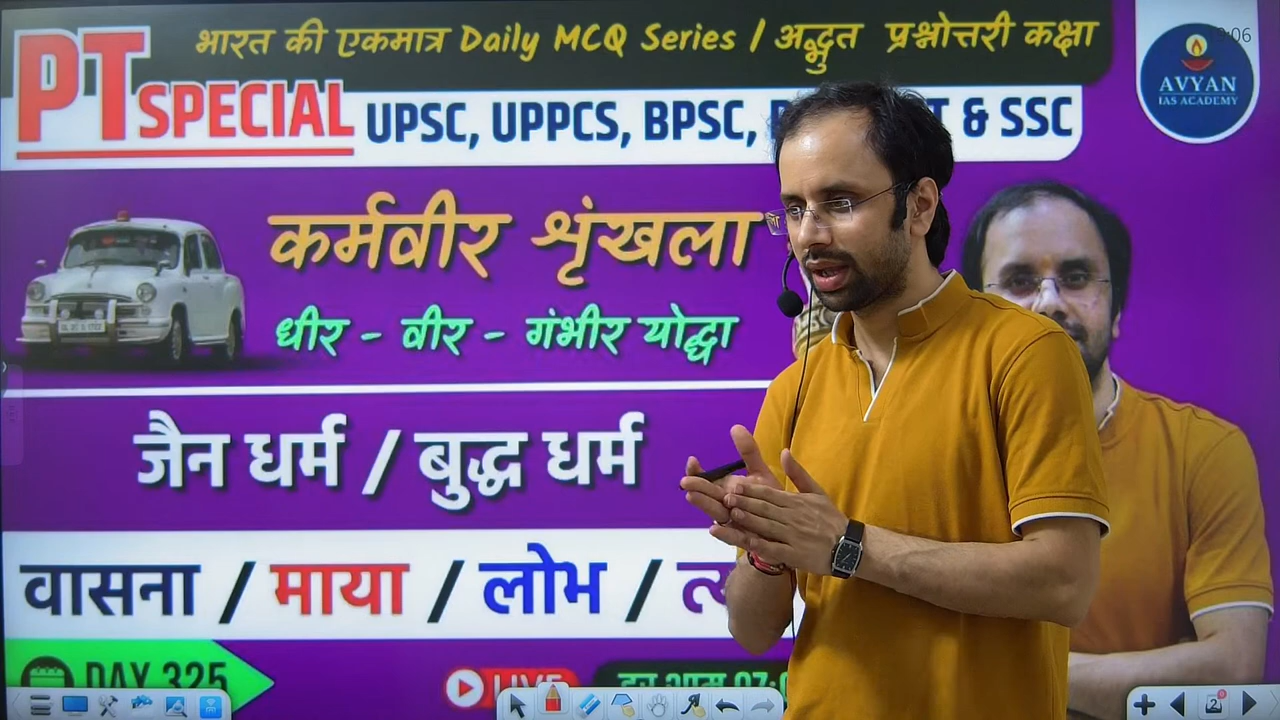 भारत की एकमात्र Daily MCQ Series / अद्भुत प्रश्नोत्तरी कक्षा
PT SPECIAL
UPSC, UPPCS, BPSC, & SSC
AVYAN
IAS ACADEMY
कर्मवीर श्रृंखला
धीर - वीर - गंभीर योद्धा
जैन धर्म / बुद्ध धर्म
वासना / माया / लोभ /
DAY 325
LIVE